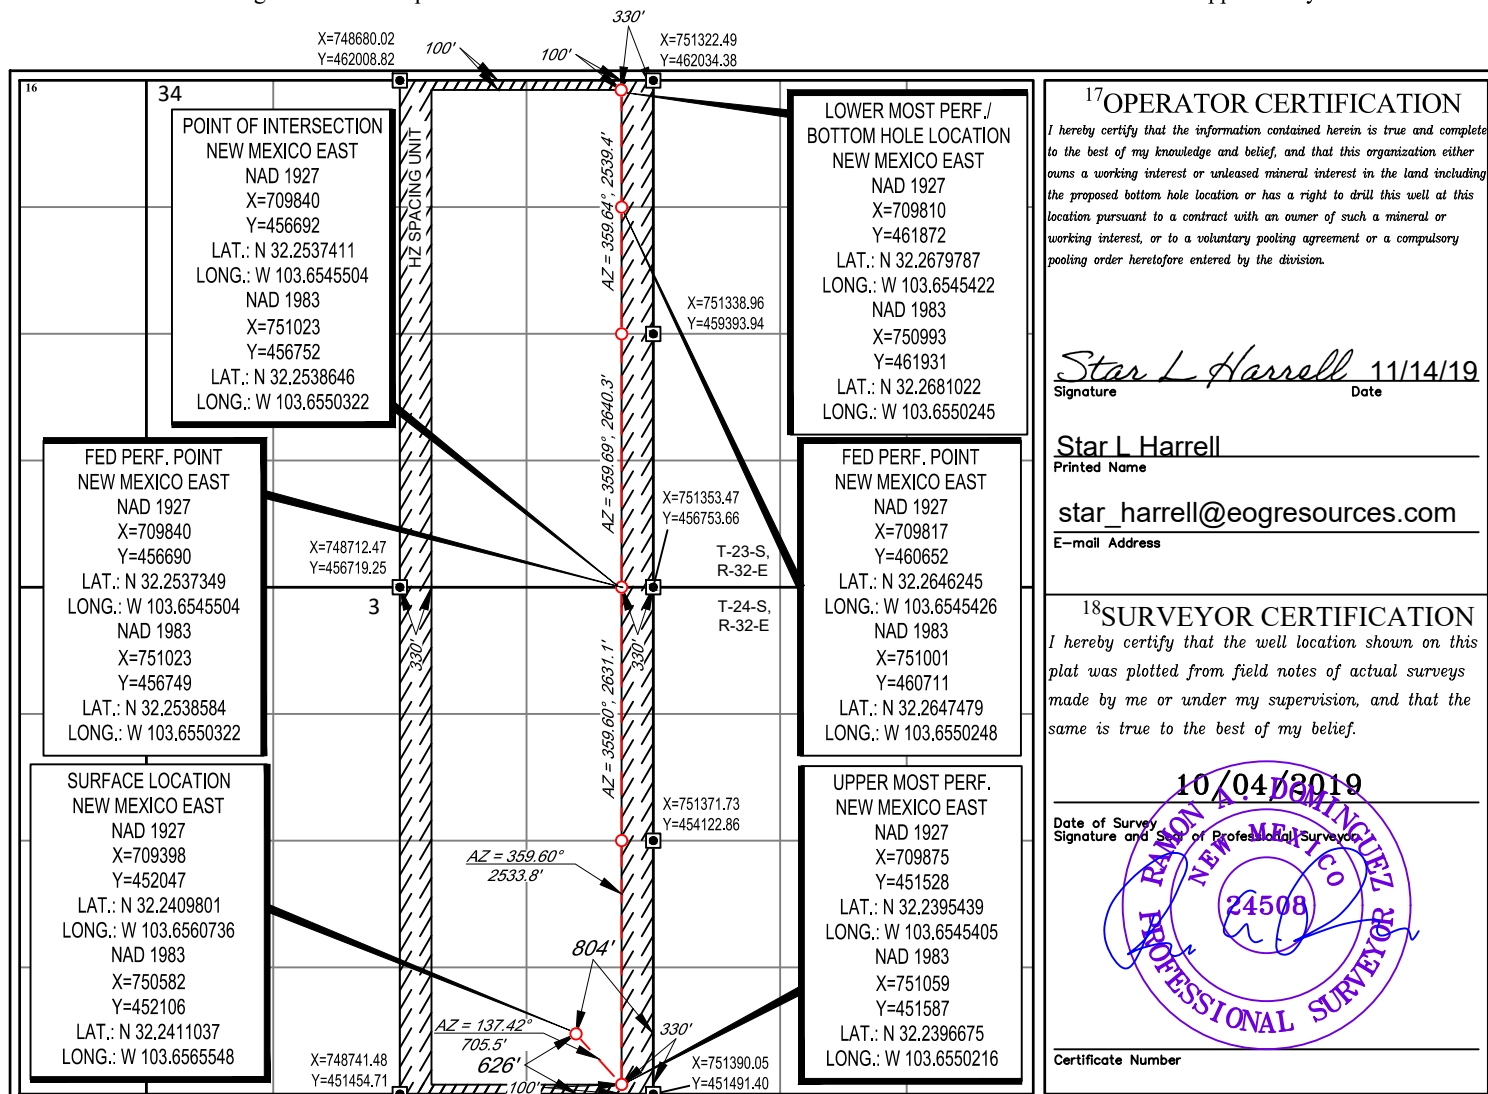 330'
X=748680.02
Y=462008.82
100'
100'
X=751322.49
Y=462034.38
16
34
POINT OF INTERSECTION
NEW MEXICO EAST
NAD 1927
X=709840
Y=456692
LAT.: N 32.2537411
LONG.: W 103.6545504
NAD 1983
X=751023
Y=456752
LAT.: N 32.2538646
LONG.: W 103.6550322
HZ SPACING UNIT
AZ = 359.64°, 2539.4'
LOWER MOST PERF./
BOTTOM HOLE LOCATION
NEW MEXICO EAST
NAD 1927
X=709810
Y=461872
LAT.: N 32.2679787
LONG.: W 103.6545422
NAD 1983
X=750993
Y=461931
LAT.: N 32.2681022
LONG.: W 103.6550245
X=751338.96
Y=459393.94
AZ = 359.69°, 2640.3'
FED PERF. POINT
NEW MEXICO EAST
NAD 1927
X=709840
Y=456690
LAT.: N 32.2537349
LONG.: W 103.6545504
NAD 1983
X=751023
Y=456749
LAT.: N 32.2538584
LONG.: W 103.6550322
X=751353.47
Y=456753.66
X=748712.47
Y=456719.25
T-23-S,
R-32-E
3
T-24-S,
R-32-E
330'
330'
FED PERF. POINT
NEW MEXICO EAST
NAD 1927
X=709817
Y=460652
LAT.: N 32.2646245
LONG.: W 103.6545426
NAD 1983
X=751001
Y=460711
LAT.: N 32.2647479
LONG.: W 103.6550248
AZ = 359.60°, 2631.1'
SURFACE LOCATION
NEW MEXICO EAST
NAD 1927
X=709398
Y=452047
LAT.: N 32.2409801
LONG.: W 103.6560736
NAD 1983
X=750582
Y=452106
LAT.: N 32.2411037
LONG.: W 103.6565548
X=751371.73
Y=454122.86
AZ = 359.60°
2533.8'
804'
AZ = 137.42°
705.5'
626'
330'
100'
X=748741.48
Y=451454.71
X=751390.05
Y=451491.40
UPPER MOST PERF.
NEW MEXICO EAST
NAD 1927
X=709875
Y=451528
LAT.: N 32.2395439
LONG.: W 103.6545405
NAD 1983
X=751059
Y=451587
LAT.: N 32.2396675
LONG.: W 103.6550216
17 OPERATOR CERTIFICATION
I hereby certify that the information contained herein is true and complete
to the best of my knowledge and belief, and that this organization either
owns a working interest or unleased mineral interest in the land including
the proposed bottom hole location or has a right to drill this well at this
location pursuant to a contract with an owner of such a mineral or
working interest, or to a voluntary pooling agreement or a compulsory
pooling order heretofore entered by the division.
Star L Harrell 11/14/19
Signature Date
Star L Harrell
Printed Name
star_harrell@eogresources.com
E-mail Address
18 SURVEYOR CERTIFICATION
I hereby certify that the well location shown on this
plat was plotted from field notes of actual surveys
made by me or under my supervision, and that the
same is true to the best of my belief.
10/04/2019
Date of Survey
Signature and Seal of Professional Surveyor
RAMON A. DOMINGUEZ
NEW MEXICO
24508
PROFESSIONAL SURVEYOR
Certificate Number